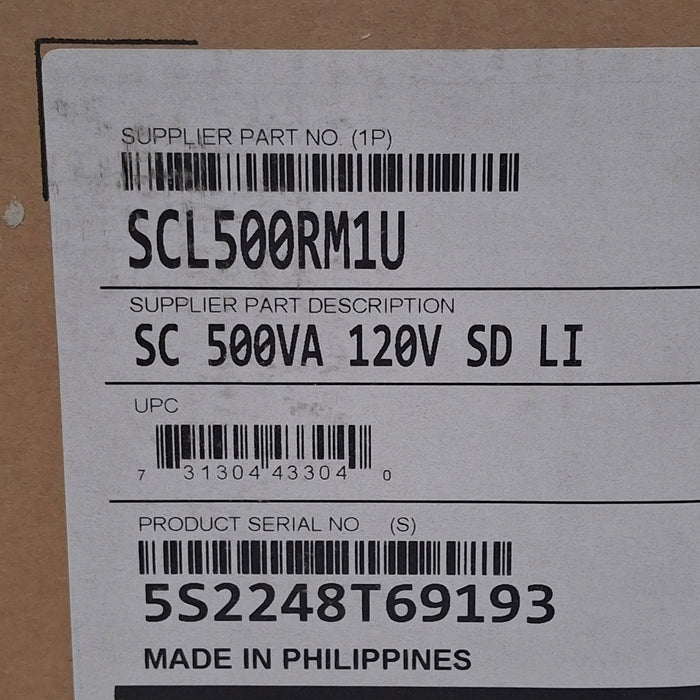 SUPPLIER PART NO. (1P)
SCL500RM1U
SUPPLIER PART DESCRIPTION
SC 500VA 120V SD LI
UPC
7 31304 43304 0
PRODUCT SERIAL NO. (S)
5S2248T69193
MADE IN PHILIPPINES